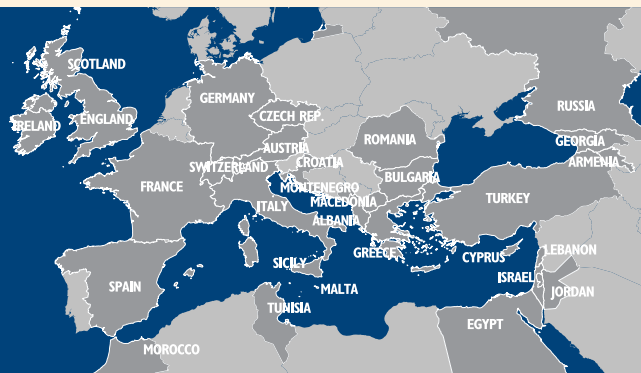 SCOTLAND
GERMANY
RUSSIA
CZECH REP.
IRELAND
ENGLAND
ROMANIA
GEORGIA
AUSTRIA
ARMENIA
CROATIA
SWITZERLAND
BULGARIA
FRANCE
MONTENEGRO
TURKEY
MACEDONIA
ITALY
ALBANIA
LEBANON
GREECE
CYPRUS
SICILY
ISRAEL
SPAIN
MALTA
JORDAN
TUNISIA
EGYPT
MOROCCO